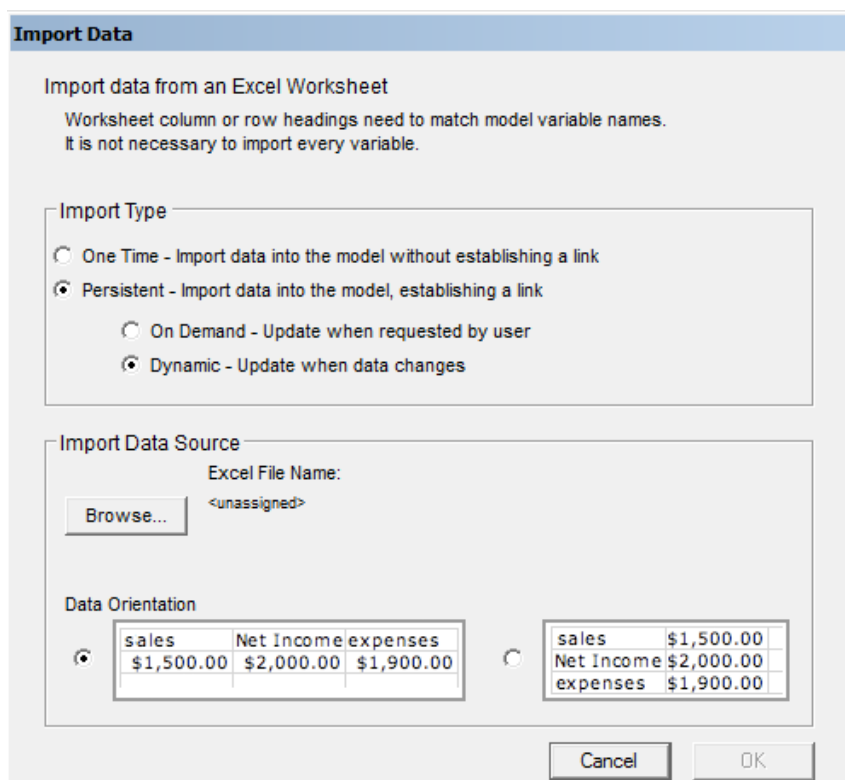 Import Data
Import data from an Excel Worksheet
Worksheet column or row headings need to match model variable names.
It is not necessary to import every variable.
Import Type
One Time - Import data into the model without establishing a link
Persistent - Import data into the model, establishing a link
On Demand - Update when requested by user
Dynamic - Update when data changes
Import Data Source
Excel File Name:
Browse...
<unassigned>
Data Orientation
sales Net Income expenses
$1,500.00 $2,000.00 $1,900.00
sales $1,500.00
Net Income $2,000.00
expenses $1,900.00
Cancel OK